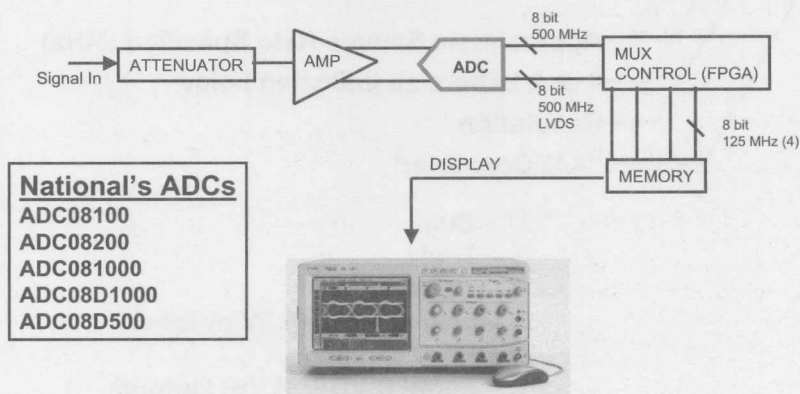 Signal In
ATTENUATOR
AMP
ADC
8 bit
500 MHz
8 bit
500 MHz
LVDS
MUX
CONTROL (FPGA)
8 bit
125 MHz (4)
MEMORY
DISPLAY
National's ADCs
ADC08100
ADC08200
ADC081000
ADC08D1000
ADC08D500